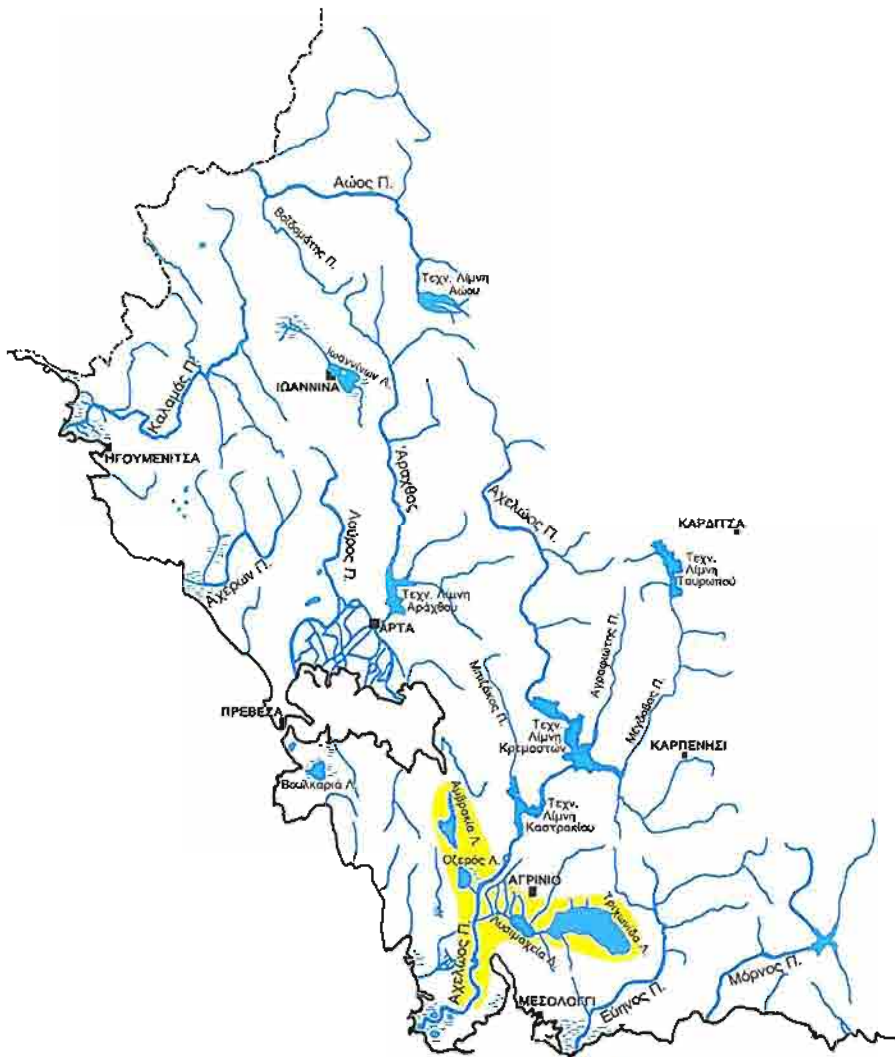 Αώος Π.
Βοϊδομάτης Π.
Τεχν. Λίμνη
Αώου
Ιωαννίνων Λ.
ΙΩΑΝΝΙΝΑ
Καλαμάς Π.
ΗΓΟΥΜΕΝΙΤΣΑ
Άραχθος
Αχελώος Π.
ΚΑΡΔΙΤΣΑ
Λούρος Π.
Τεχν.
Λίμνη
Ταυρωπού
Αχέρων Π.
Τεχν. Λίμνη
Αράχθου
ΑΡΤΑ
Αγραφιώτης Π.
Μπιζάκος Π.
Μέγδοβας Π.
ΠΡΕΒΕΖΑ
Τεχν.
Λίμνη
Κρεμαστών
ΚΑΡΠΕΝΗΣΙ
Βουλκαριά Λ.
Αμβρακία Λ.
Τεχν.
Λίμνη
Καστρακίου
Οζερός Λ.
ΑΓΡΙΝΙΟ
Τριχωνίδα Λ.
Λυσιμαχεία Λ.
Αχελώος Π.
ΜΕΣΟΛΟΓΓΙ
Εύηνος Π.
Μόρνος Π.